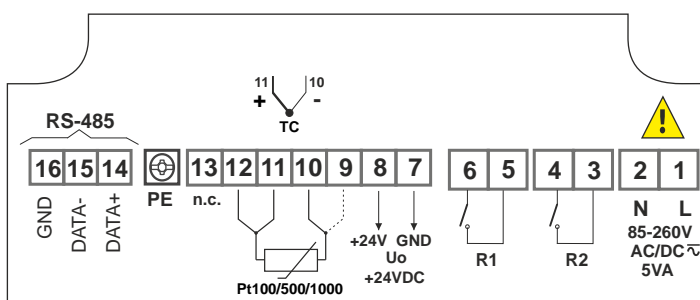 11 10
+ -
TC
RS-485
!
16 15 14 13 12 11 10 9 8 7 6 5 4 3 2 1
GND DATA- DATA+ PE n.c. +24V GND R1 R2 N L
Uo
+24VDC
Pt100/500/1000
85-260V
AC/DC
5VA